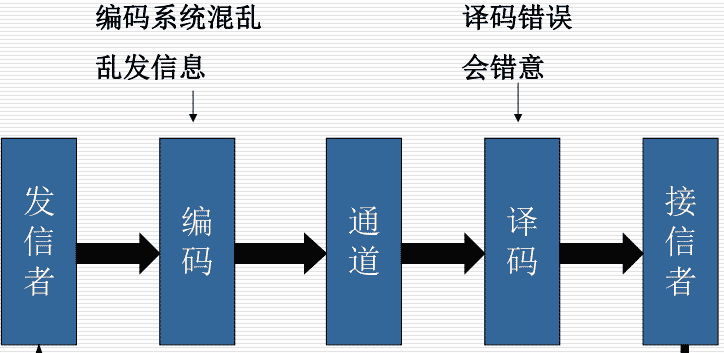 编码系统混乱
乱发信息
译码错误
会错意
发信者
编码
通道
译码
接信者